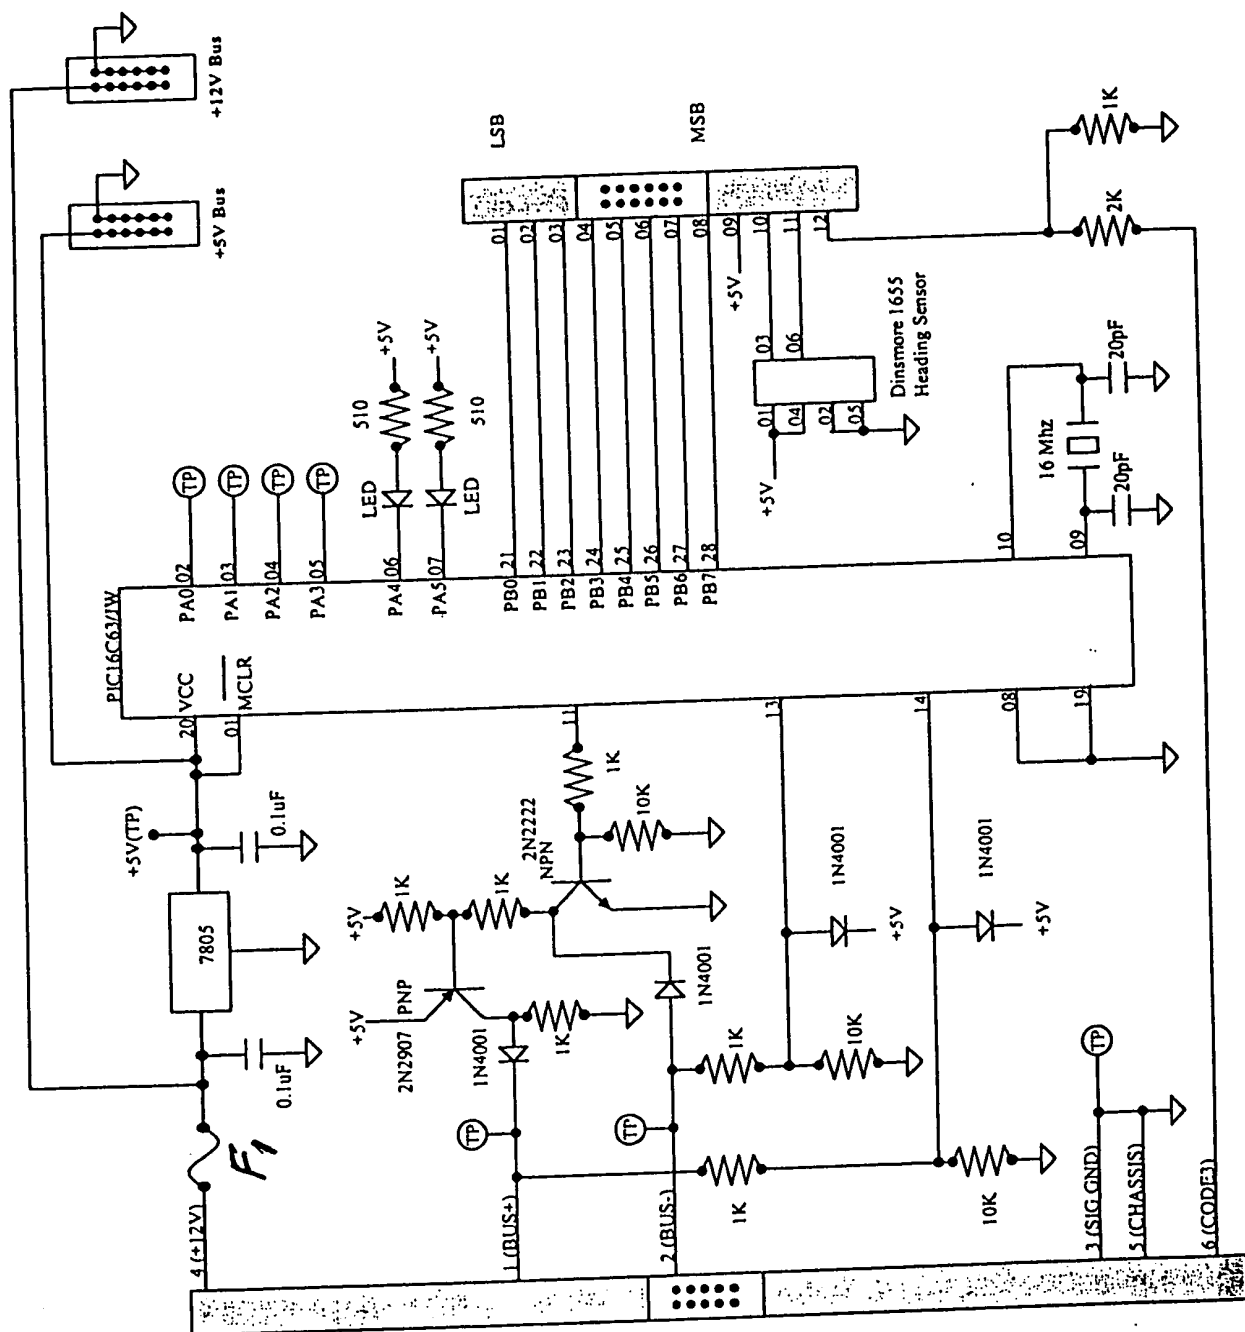 +12V Bus
+5V Bus
LSB
MSB
01
02
03
04
05
06
07
08
09
10
11
12
+5V
1K
2K
Dinsmore 1655
Heading Sensor
03
06
01
04
02
05
+5V
510
+5V
+5V
510
LED
LED
TP
TP
TP
TP
16 Mhz
20pF
20pF
PIC16C63/JW
PA0 02
PA1 03
PA2 04
PA3 05
PA4 06
PA5 07
PB0 21
PB1 22
PB2 23
PB3 24
PB4 25
PB5 26
PB6 27
PB7 28
10
09
20 VCC
01 MCLR
11
13
14
08
19
+5V(TP)
0.1uF
7805
0.1uF
F1
+5V
1K
1K
2N2222
NPN
1K
10K
+5V
2N2907 PNP
1N4001
1K
1N4001
1N4001
+5V
1N4001
+5V
TP
TP
1K
10K
1K
10K
TP
4 (+12V)
1 (BUS+)
2 (BUS-)
3 (SIG GND)
5 (CHASSIS)
6 (CODE3)